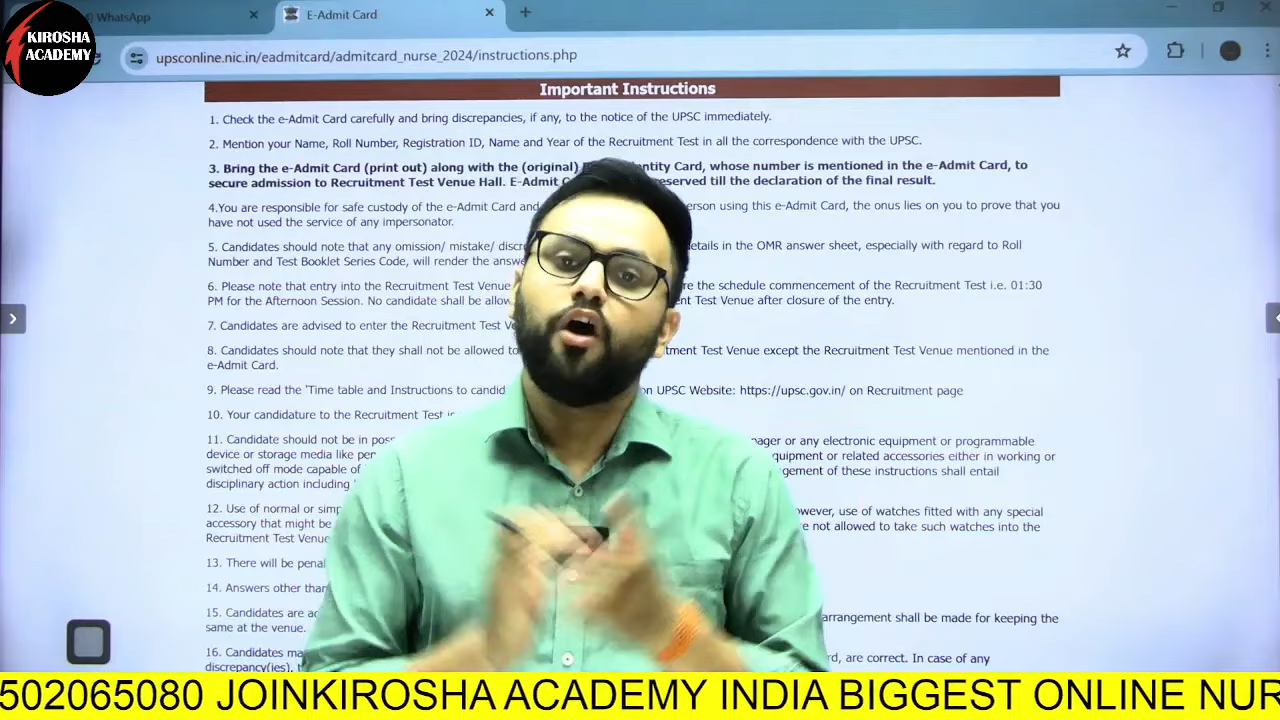 WhatsApp
E-Admit Card
KIROSHA
ACADEMY
upsconline.nic.in/eadmitcard/admitcard_nurse_2024/instructions.php
Important Instructions
1. Check the e-Admit Card carefully and bring discrepancies, if any, to the notice of the UPSC immediately.
2. Mention your Name, Roll Number, Registration ID, Name and Year of the Recruitment Test in all the correspondence with the UPSC.
3. Bring the e-Admit Card (print out) along with the (original) entity Card, whose number is mentioned in the e-Admit Card, to
secure admission to Recruitment Test Venue Hall. E-Admit C reserved till the declaration of the final result.
4.You are responsible for safe custody of the e-Admit Card and erson using this e-Admit Card, the onus lies on you to prove that you
have not used the service of any impersonator.
5. Candidates should note that any omission/ mistake/ discr details in the OMR answer sheet, especially with regard to Roll
Number and Test Booklet Series Code, will render the answe
6. Please note that entry into the Recruitment Test Venue re the schedule commencement of the Recruitment Test i.e. 01:30
PM for the Afternoon Session. No candidate shall be allow nt Test Venue after closure of the entry.
7. Candidates are advised to enter the Recruitment Test Ve
8. Candidates should note that they shall not be allowed to tment Test Venue except the Recruitment Test Venue mentioned in the
e-Admit Card.
9. Please read the 'Time table and Instructions to candid on UPSC Website: https://upsc.gov.in/ on Recruitment page
10. Your candidature to the Recruitment Test is
11. Candidate should not be in poss ager or any electronic equipment or programmable
device or storage media like pen quipment or related accessories either in working or
switched off mode capable of gement of these instructions shall entail
disciplinary action including
12. Use of normal or simp owever, use of watches fitted with any special
accessory that might be re not allowed to take such watches into the
Recruitment Test Venue
13. There will be penal
14. Answers other than
15. Candidates are ad arrangement shall be made for keeping the
same at the venue.
16. Candidates ma rd, are correct. In case of any
discrepancy(ies), t
502065080 JOINKIROSHA ACADEMY INDIA BIGGEST ONLINE NUR